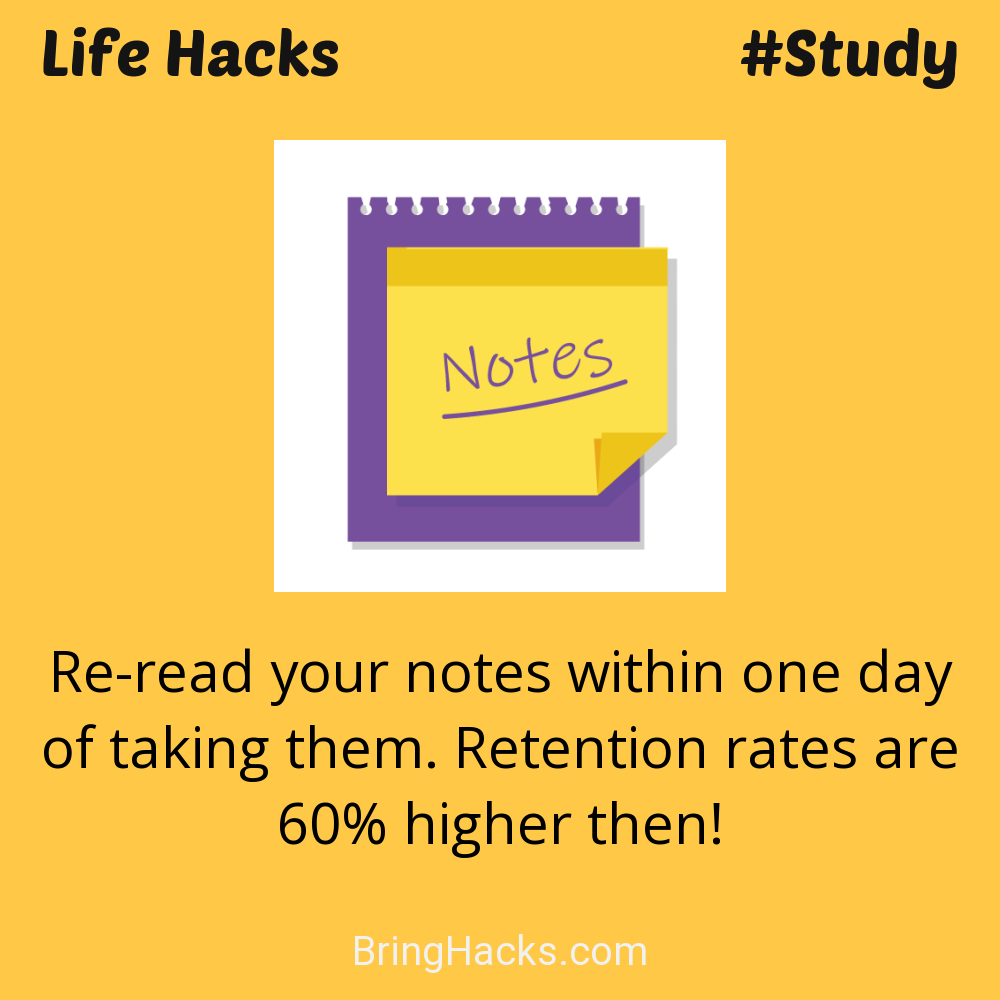 Life Hacks
#Study
Notes
Re-read your notes within one day
of taking them. Retention rates are
60% higher then!
BringHacks.com